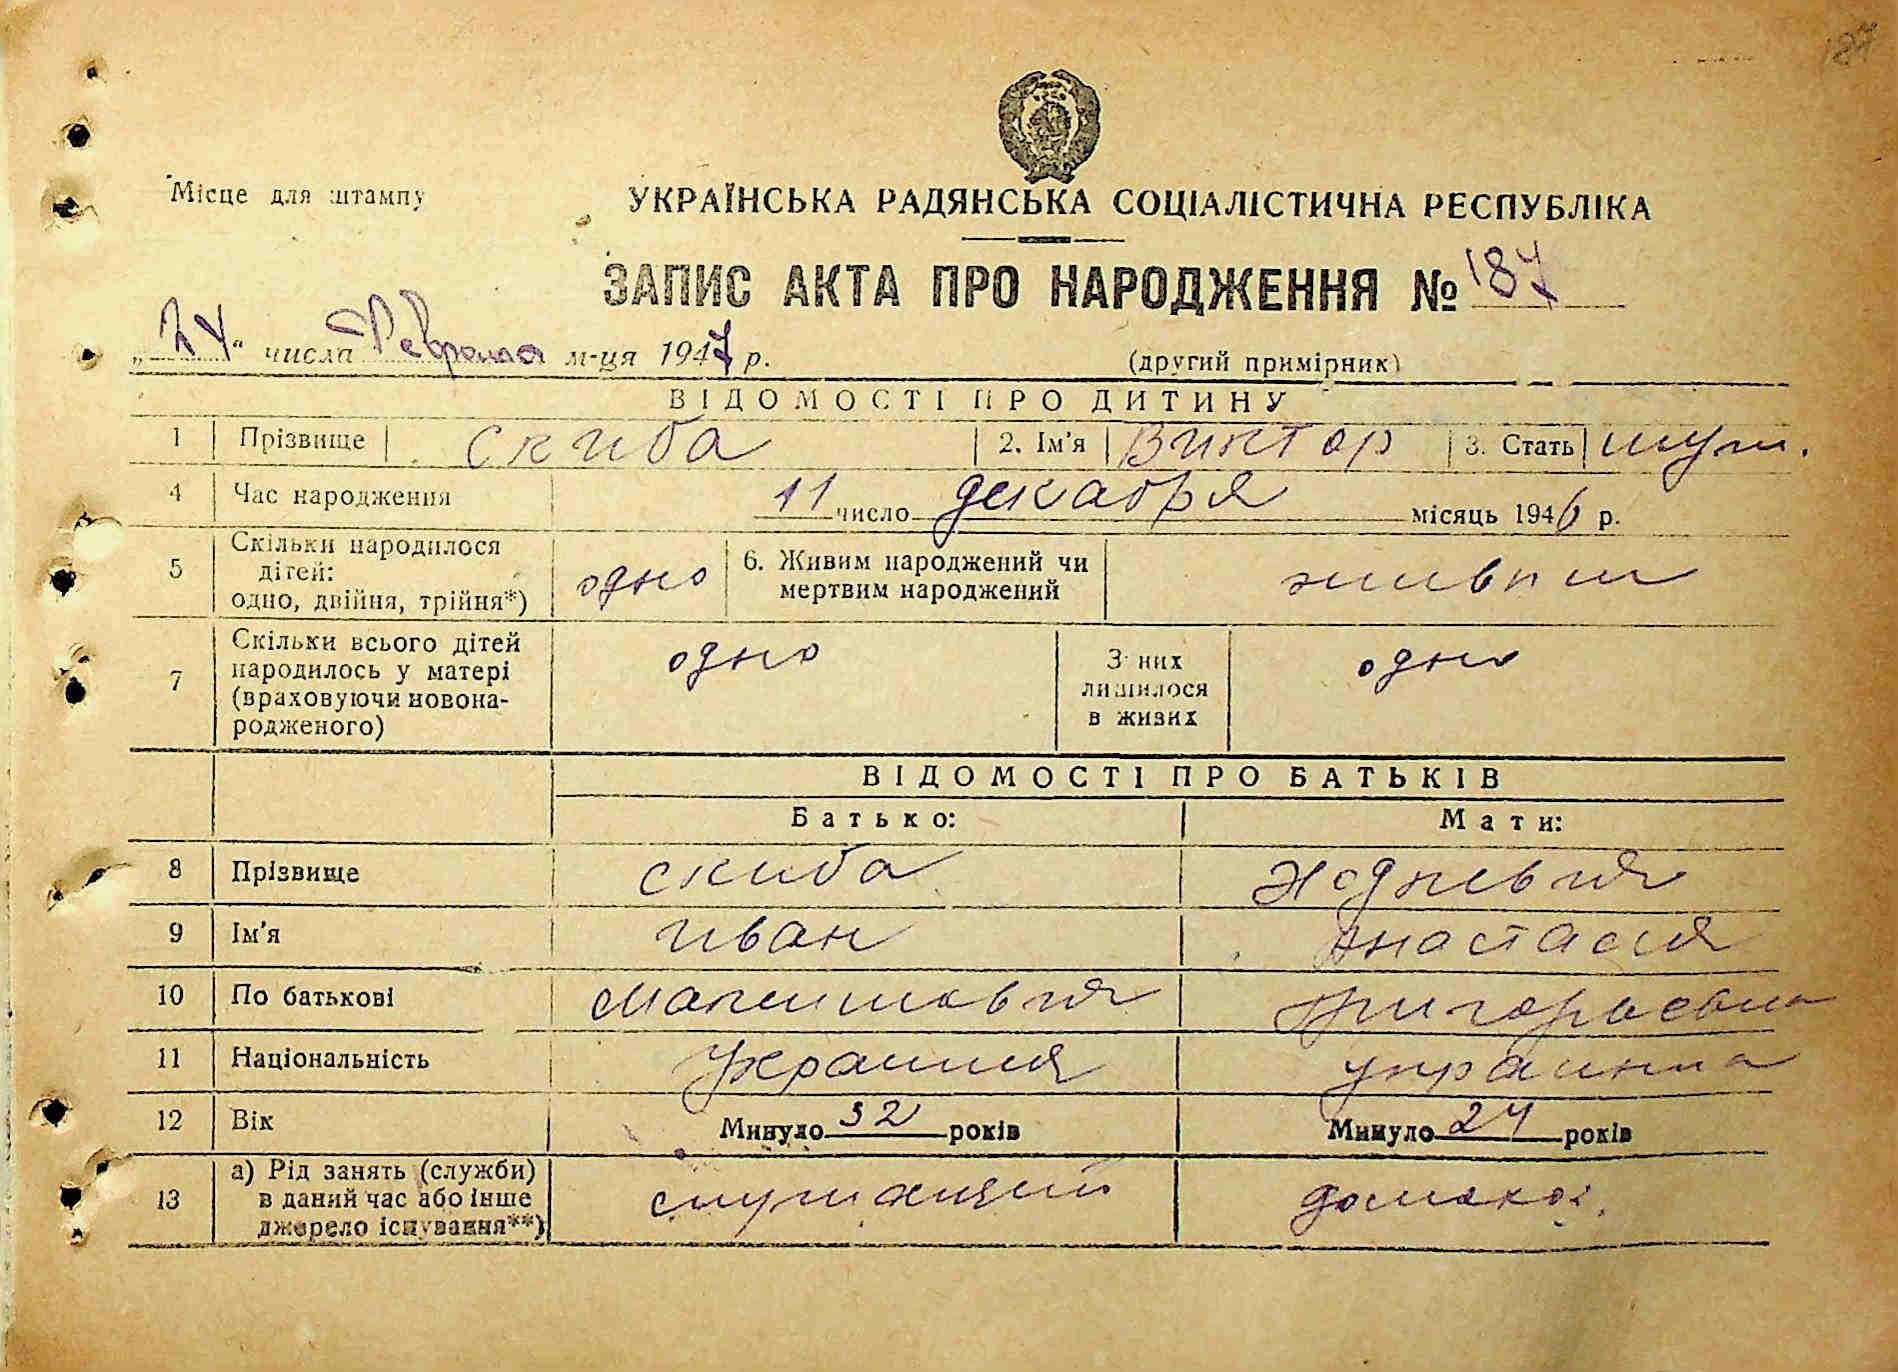 187
Місце для штампу
УКРАЇНСЬКА РАДЯНСЬКА СОЦІАЛІСТИЧНА РЕСПУБЛІКА
ЗАПИС АКТА ПРО НАРОДЖЕННЯ № 187
„24" числа Февраля м-ця 1947 р.
(другий примірник)
ВІДОМОСТІ ПРО ДИТИНУ
1 Прізвище Скиба 2. Ім'я Виктор 3. Стать муж.
4 Час народження 11 число декабря місяць 1946 р.
5 Скільки народилося дітей: одно, двійня, трійня*) одно 6. Живим народжений чи мертвим народжений живым
7 Скільки всього дітей народилось у матері (враховуючи новонародженого) одно З них лишилося в живих одно
ВІДОМОСТІ ПРО БАТЬКІВ
Батько: Мати:
8 Прізвище Скиба
9 Ім'я Иван Анастасия
10 По батькові Максимович Григорьевна
11 Національність Украинец украинка
12 Вік Минуло 32 років Минуло 24 років
13 а) Рід занять (служби) в даний час або інше джерело існування**) служащий домохоз.